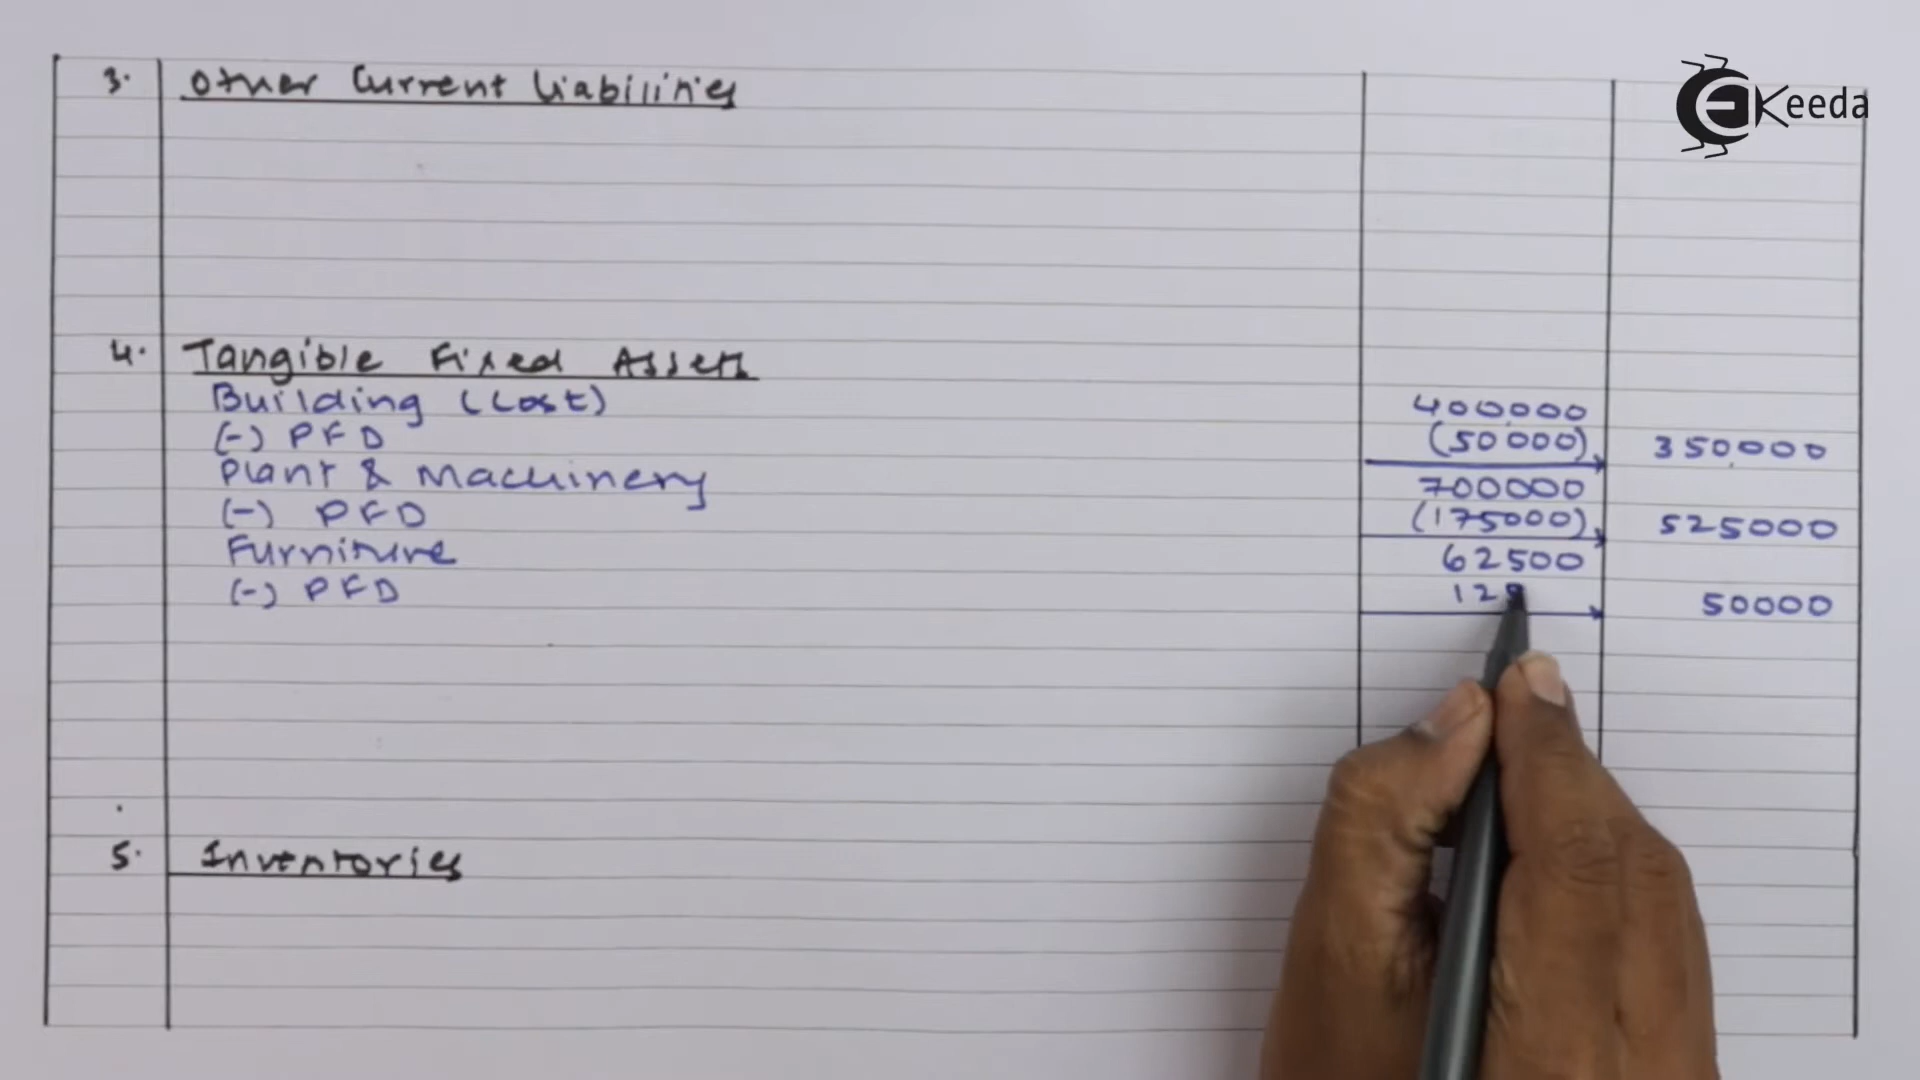 Keeda
3. Other Current Liabilities
4. Tangible Fixed Assets
Building (Cost) 400000
(-) PFD (50000) 350000
Plant & Machinery 700000
(-) PFD (175000) 525000
Furniture 62500
(-) PFD 125 50000
5. Inventories